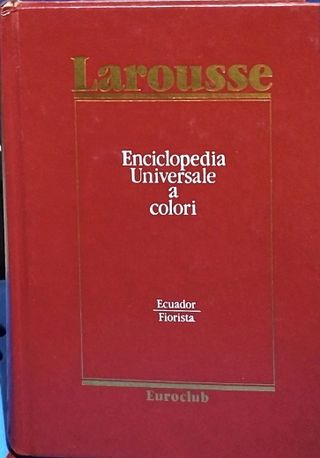 Larousse
Enciclopedia
Universale
a
colori
Ecuador
Fiorista
Euroclub